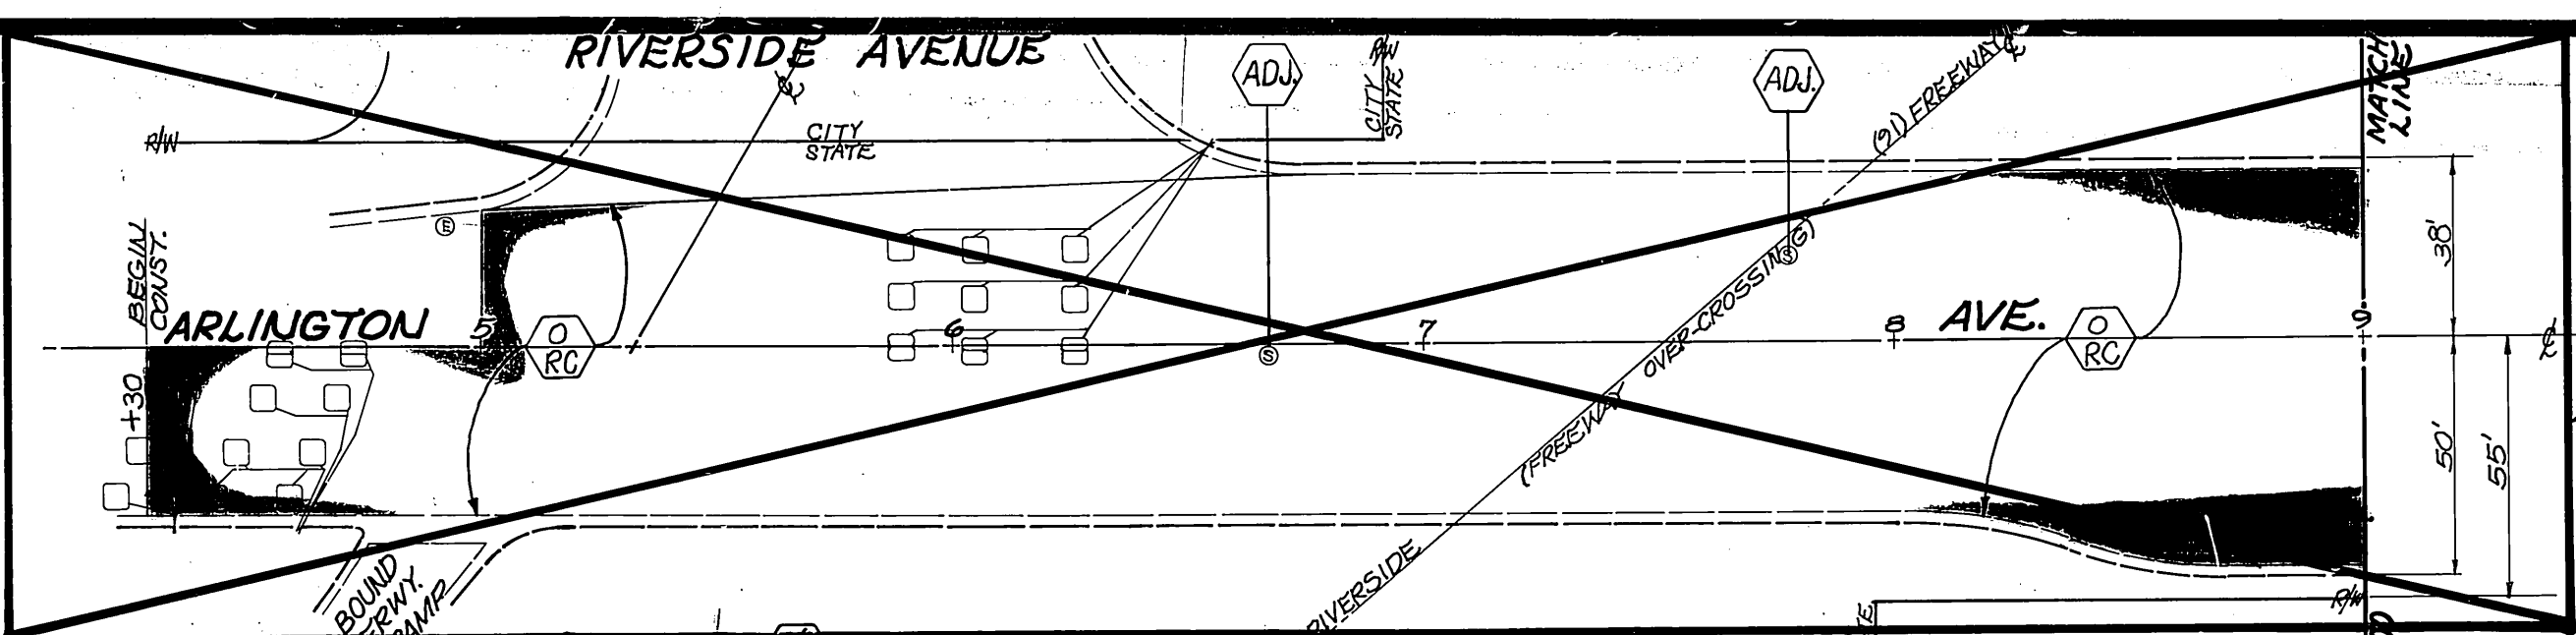 RIVERSIDE AVENUE
℄
ADJ.
CITY
STATE
R/W
ADJ.
(91) FREEWAY
℄
MATCH
LINE
R/W
CITY
STATE
E
BEGIN
CONST.
38'
S
ARLINGTON
5
O
RC
6
7
8
AVE.
O
RC
9
℄
S
+30
(FREEWAY OVER-CROSSING)
50'
55'
RIVERSIDE
BOUND
RAMP
R/W